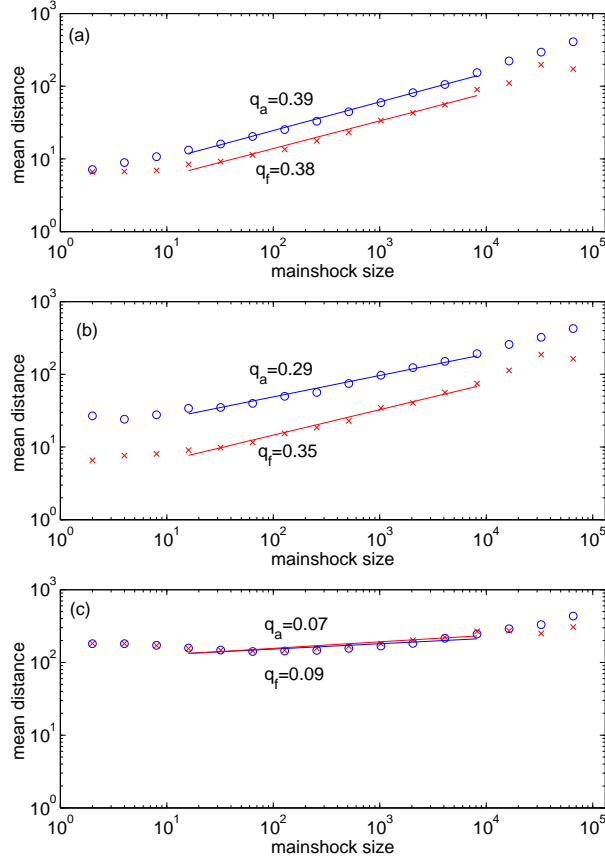 (a)
10^3
10^2
10^1
10^0
mean distance
q_a=0.39
q_f=0.38
10^0 10^1 10^2 10^3 10^4 10^5
mainshock size
(b)
10^3
10^2
10^1
10^0
mean distance
q_a=0.29
q_f=0.35
10^0 10^1 10^2 10^3 10^4 10^5
mainshock size
(c)
10^3
10^2
10^1
10^0
mean distance
q_a=0.07
q_f=0.09
10^0 10^1 10^2 10^3 10^4 10^5
mainshock size